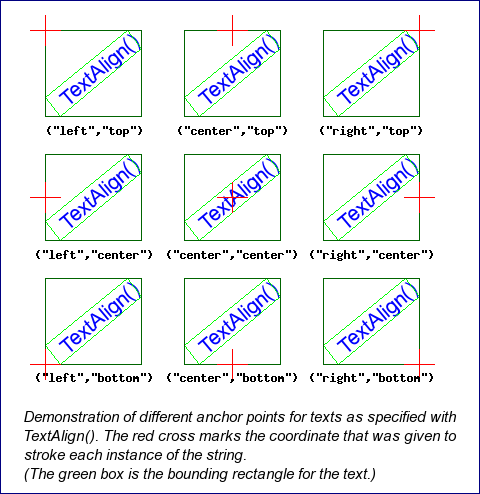 TextAlign() TextAlign() TextAlign()
("left","top") ("center","top") ("right","top")
TextAlign() TextAlign() TextAlign()
("left","center") ("center","center") ("right","center")
TextAlign() TextAlign() TextAlign()
("left","bottom") ("center","bottom") ("right","bottom")
Demonstration of different anchor points for texts as specified with
TextAlign(). The red cross marks the coordinate that was given to
stroke each instance of the string.
(The green box is the bounding rectangle for the text.)